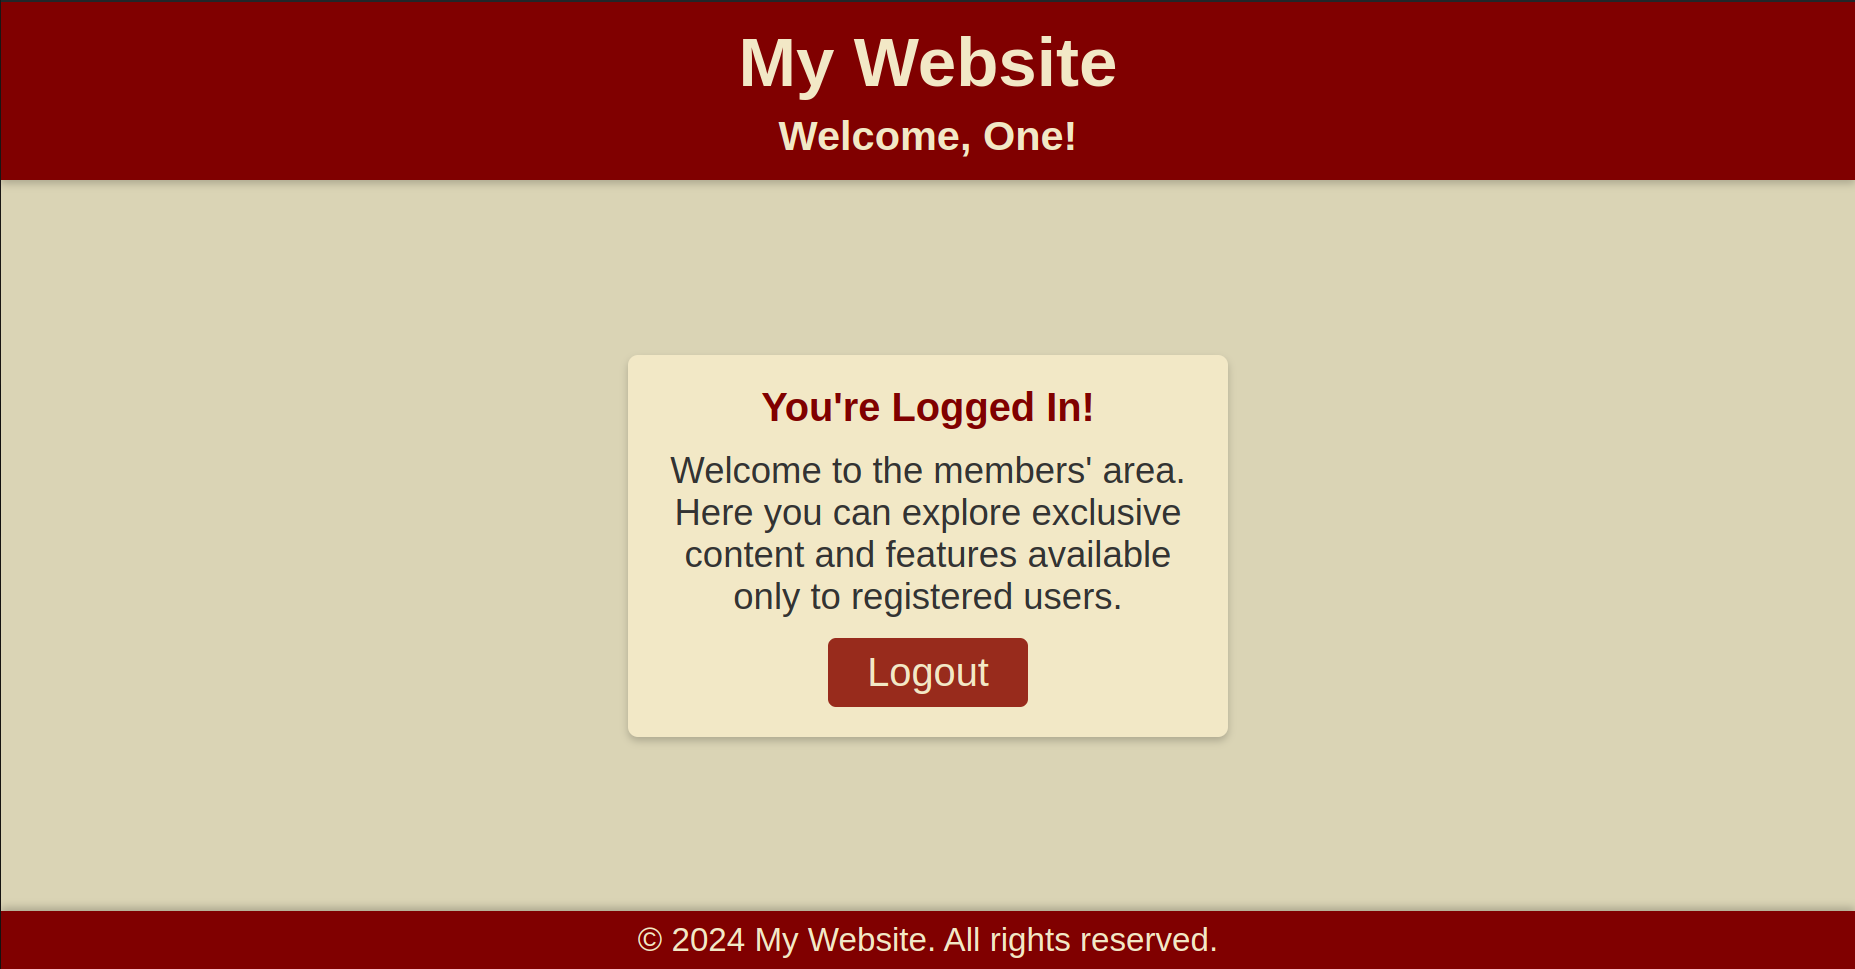 My Website
Welcome, One!
You're Logged In!
Welcome to the members' area.
Here you can explore exclusive
content and features available
only to registered users.
Logout
© 2024 My Website. All rights reserved.